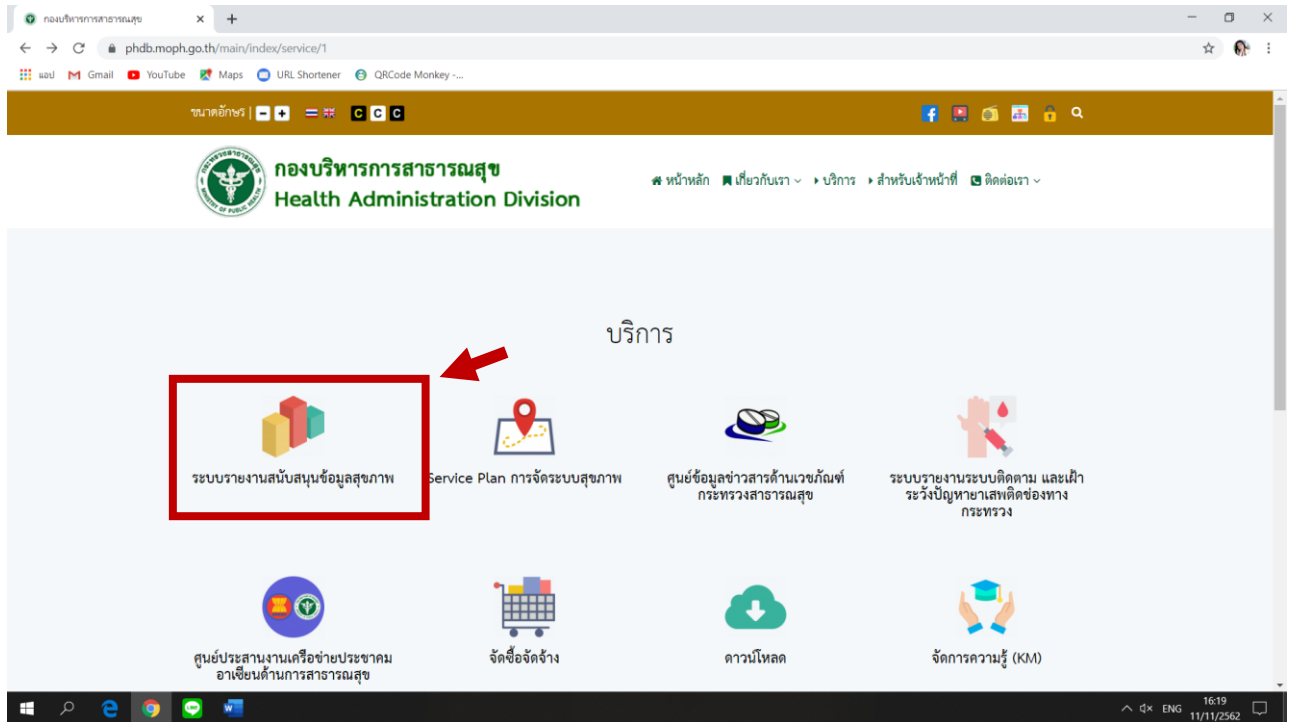 กองบริหารการสาธารณสุข
phdb.moph.go.th/main/index/service/1
แอป Gmail YouTube Maps URL Shortener QRCode Monkey -...
ขนาดอักษร | - + C C C
กองบริหารการสาธารณสุข
Health Administration Division
หน้าหลัก เกี่ยวกับเรา บริการ สำหรับเจ้าหน้าที่ ติดต่อเรา
บริการ
ระบบรายงานสนับสนุนข้อมูลสุขภาพ
Service Plan การจัดระบบสุขภาพ
ศูนย์ข้อมูลข่าวสารด้านเวชภัณฑ์
กระทรวงสาธารณสุข
ระบบรายงานระบบติดตาม และเฝ้า
ระวังปัญหายาเสพติดช่องทาง
กระทรวง
ศูนย์ประสานงานเครือข่ายประชาคม
อาเซียนด้านการสาธารณสุข
จัดซื้อจัดจ้าง
ดาวน์โหลด
จัดการความรู้ (KM)
ENG
16:19
11/11/2562